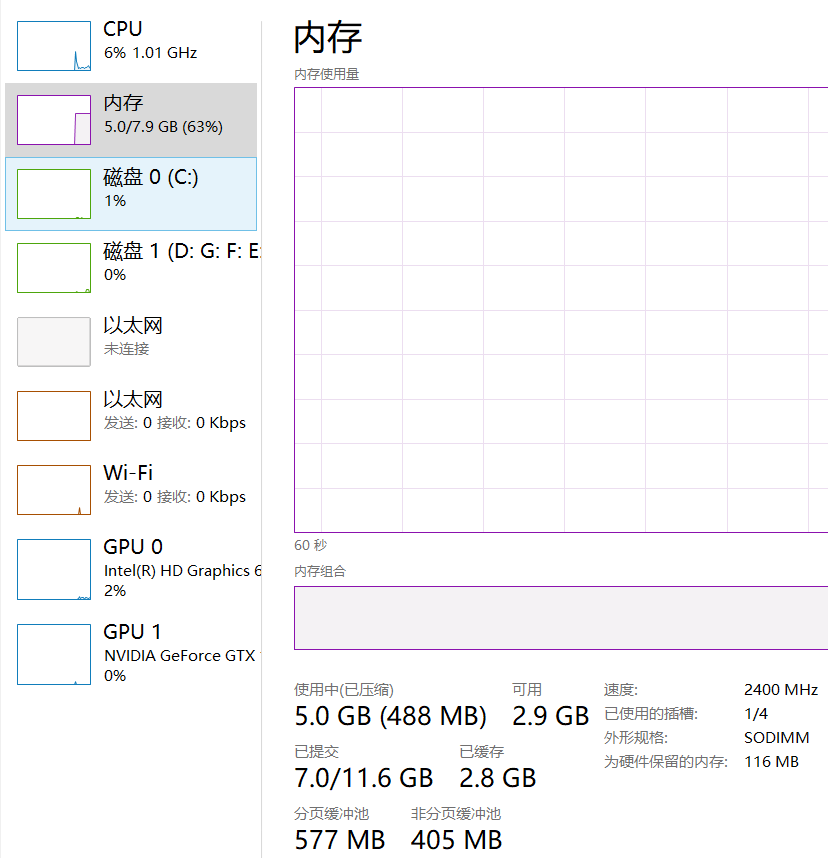 CPU
6% 1.01 GHz
内存
5.0/7.9 GB (63%)
磁盘 0 (C:)
1%
磁盘 1 (D: G: F: E:
0%
以太网
未连接
以太网
发送: 0 接收: 0 Kbps
Wi-Fi
发送: 0 接收: 0 Kbps
GPU 0
Intel(R) HD Graphics 6
2%
GPU 1
NVIDIA GeForce GTX
0%
内存
内存使用量
60 秒
内存组合
使用中(已压缩)
5.0 GB (488 MB)
可用
2.9 GB
已提交
7.0/11.6 GB
已缓存
2.8 GB
分页缓冲池
577 MB
非分页缓冲池
405 MB
速度: 2400 MHz
已使用的插槽: 1/4
外形规格: SODIMM
为硬件保留的内存: 116 MB